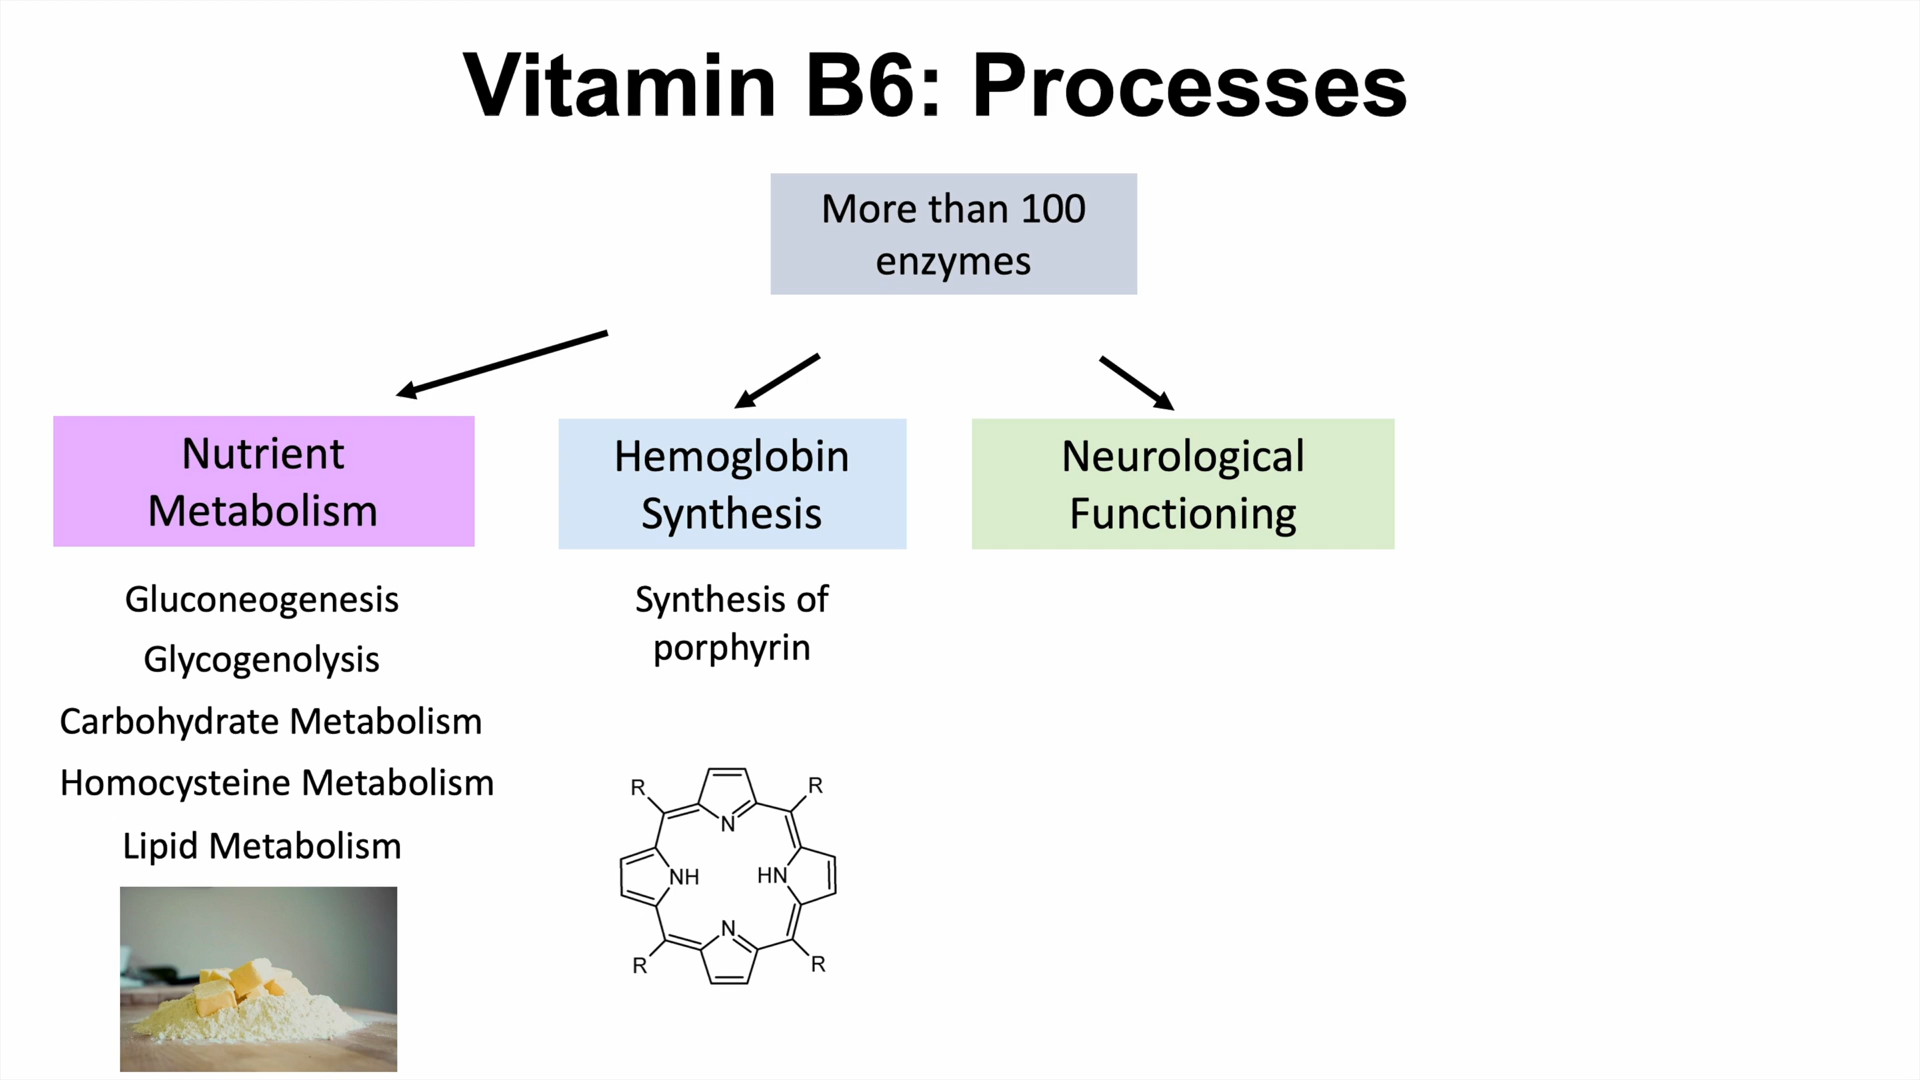 Vitamin B6: Processes
More than 100
enzymes
Nutrient
Metabolism
Hemoglobin
Synthesis
Neurological
Functioning
Gluconeogenesis
Glycogenolysis
Carbohydrate Metabolism
Homocysteine Metabolism
Lipid Metabolism
Synthesis of
porphyrin
R
R
N
NH
HN
N
R
R